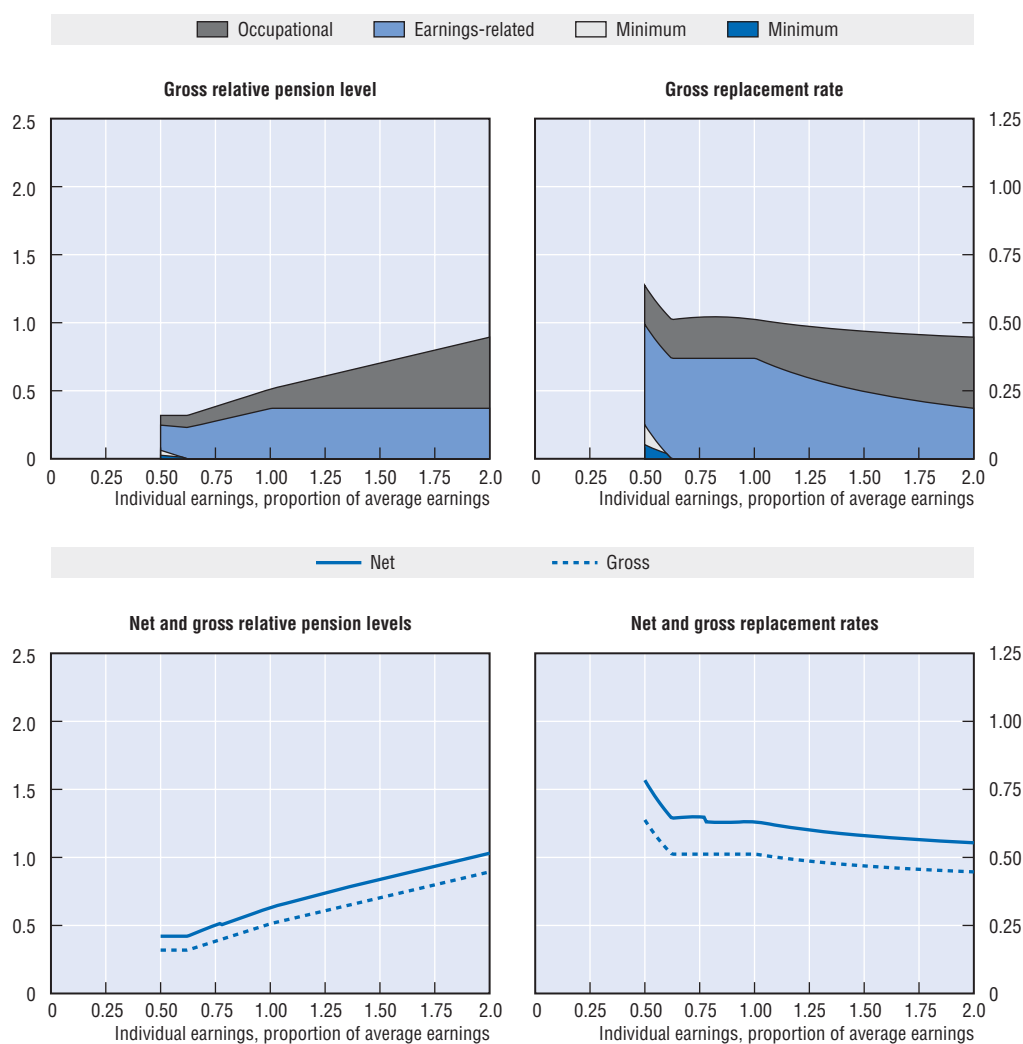 Occupational Earnings-related Minimum Minimum
Gross relative pension level
2.5
2.0
1.5
1.0
0.5
0
0 0.25 0.50 0.75 1.00 1.25 1.50 1.75 2.0
Individual earnings, proportion of average earnings
Gross replacement rate
1.25
1.00
0.75
0.50
0.25
0
0 0.25 0.50 0.75 1.00 1.25 1.50 1.75 2.0
Individual earnings, proportion of average earnings
Net Gross
Net and gross relative pension levels
2.5
2.0
1.5
1.0
0.5
0
0 0.25 0.50 0.75 1.00 1.25 1.50 1.75 2.0
Individual earnings, proportion of average earnings
Net and gross replacement rates
1.25
1.00
0.75
0.50
0.25
0
0 0.25 0.50 0.75 1.00 1.25 1.50 1.75 2.0
Individual earnings, proportion of average earnings